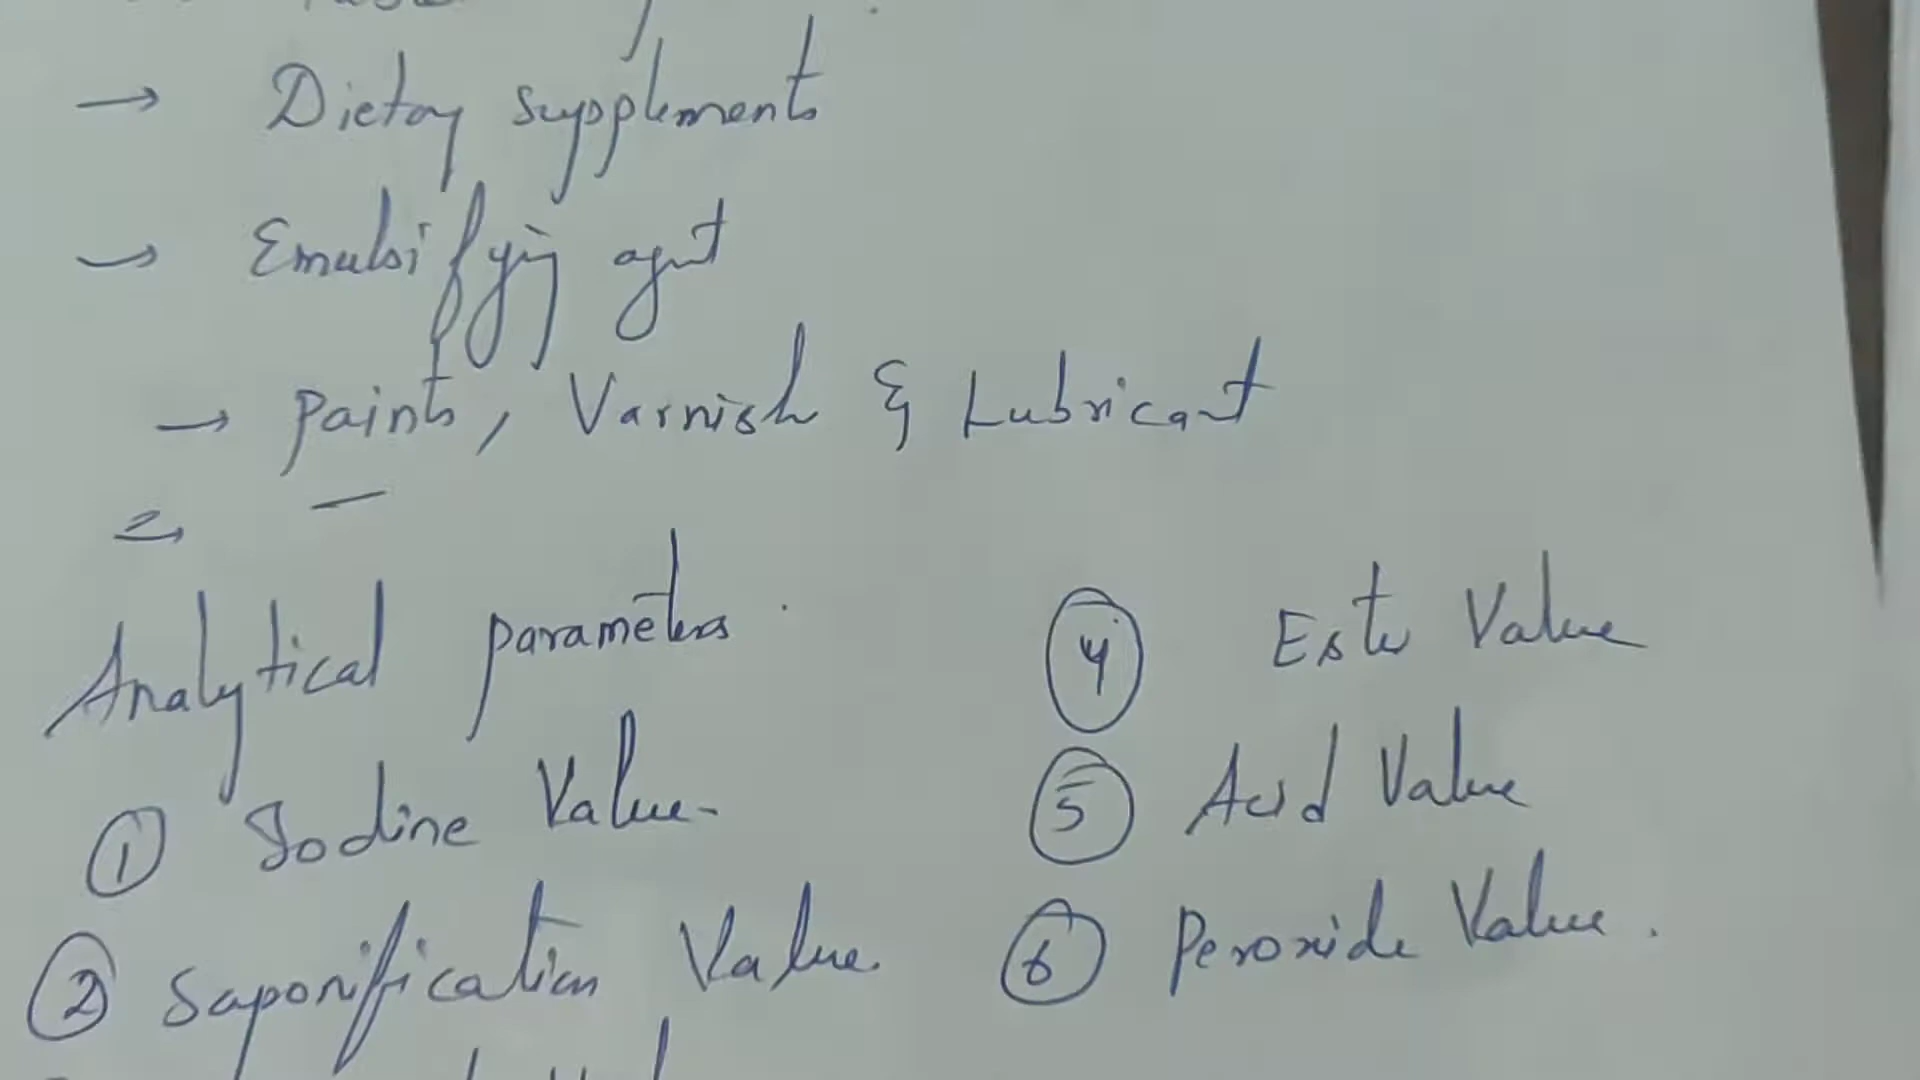 → Dietary supplements
→ Emulsifying agent
→ Paints, Varnish & Lubricant
Analytical parameters.
① Iodine Value.
② Saponification Value.
④ Ester Value
⑤ Acid Value
⑥ Peroxide Value.